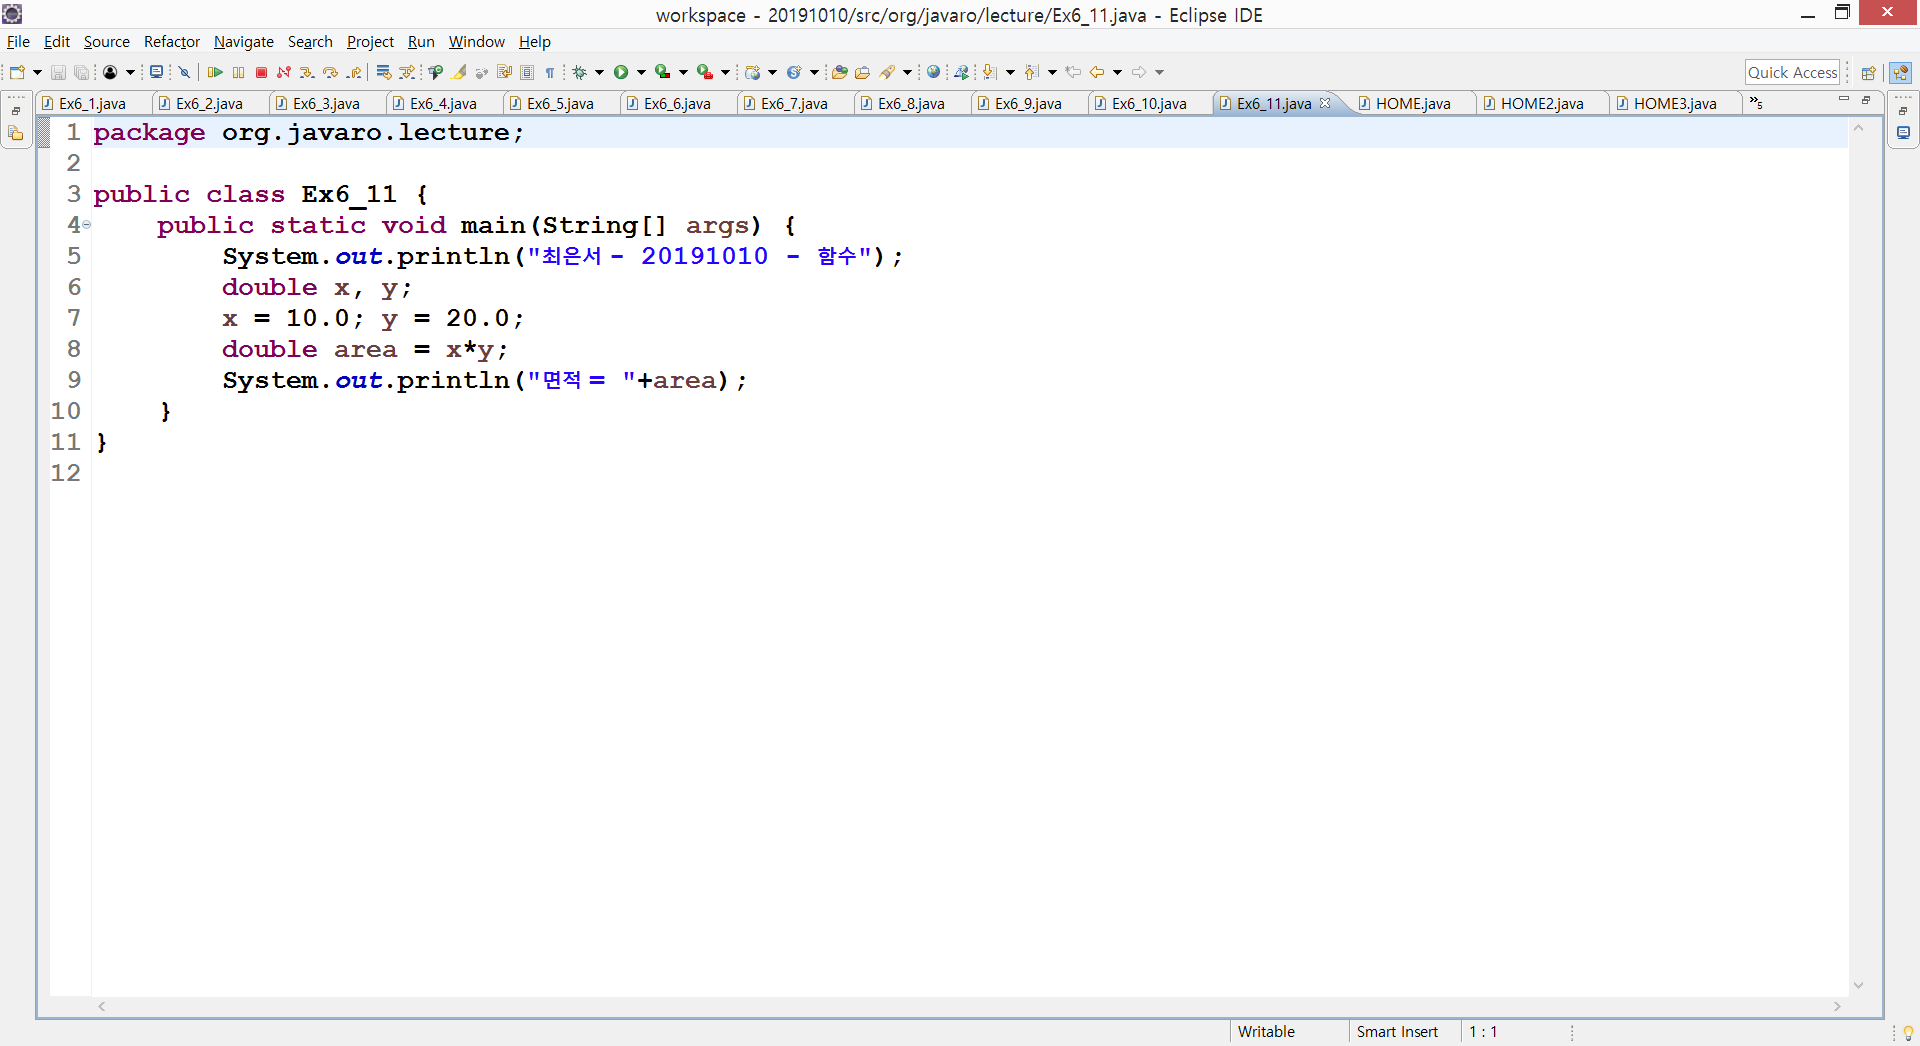 workspace - 20191010/src/org/javaro/lecture/Ex6_11.java - Eclipse IDE
File Edit Source Refactor Navigate Search Project Run Window Help
Quick Access
Ex6_1.java Ex6_2.java Ex6_3.java Ex6_4.java Ex6_5.java Ex6_6.java Ex6_7.java Ex6_8.java Ex6_9.java Ex6_10.java Ex6_11.java HOME.java HOME2.java HOME3.java »5
1 package org.javaro.lecture;
2
3 public class Ex6_11 {
4 public static void main(String[] args) {
5 System.out.println("최은서 - 20191010 - 함수");
6 double x, y;
7 x = 10.0; y = 20.0;
8 double area = x*y;
9 System.out.println("면적 = "+area);
10 }
11 }
12
Writable Smart Insert 1 : 1